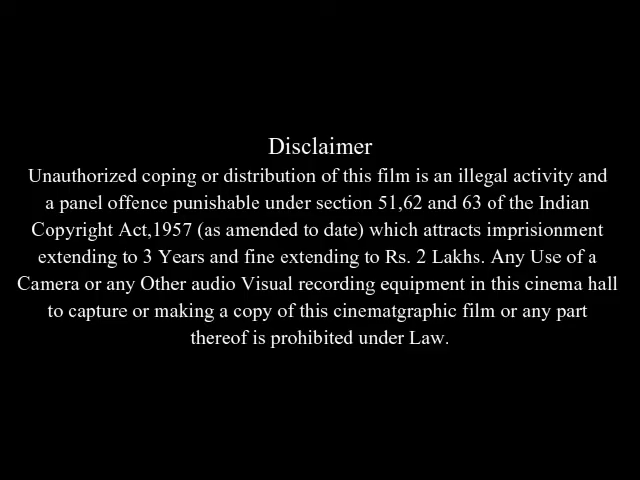 Disclaimer
Unauthorized coping or distribution of this film is an illegal activity and
a panel offence punishable under section 51,62 and 63 of the Indian
Copyright Act,1957 (as amended to date) which attracts imprisionment
extending to 3 Years and fine extending to Rs. 2 Lakhs. Any Use of a
Camera or any Other audio Visual recording equipment in this cinema hall
to capture or making a copy of this cinematgraphic film or any part
thereof is prohibited under Law.